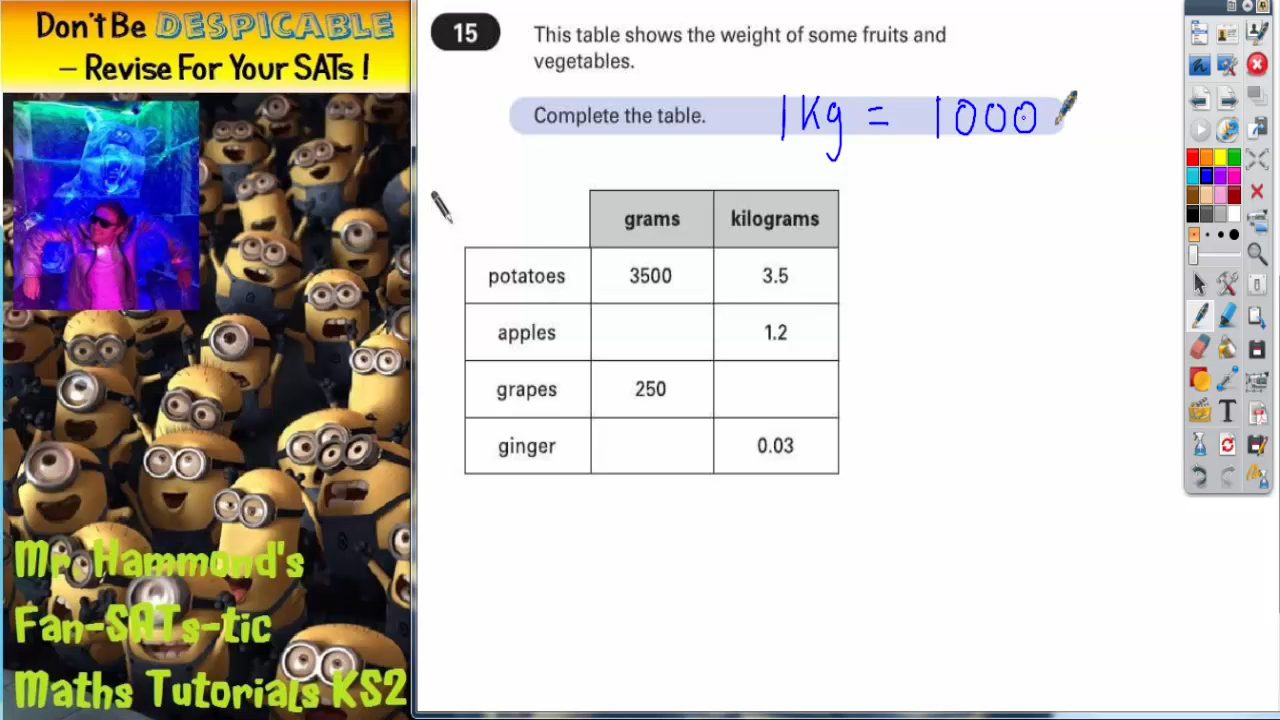 Don't Be DESPICABLE
– Revise For Your SATs !
Mr. Hammond's
Fan-SATs-tic
Maths Tutorials KS2
15
This table shows the weight of some fruits and
vegetables.
Complete the table.
1Kg = 1000
grams kilograms
potatoes 3500 3.5
apples 1.2
grapes 250
ginger 0.03